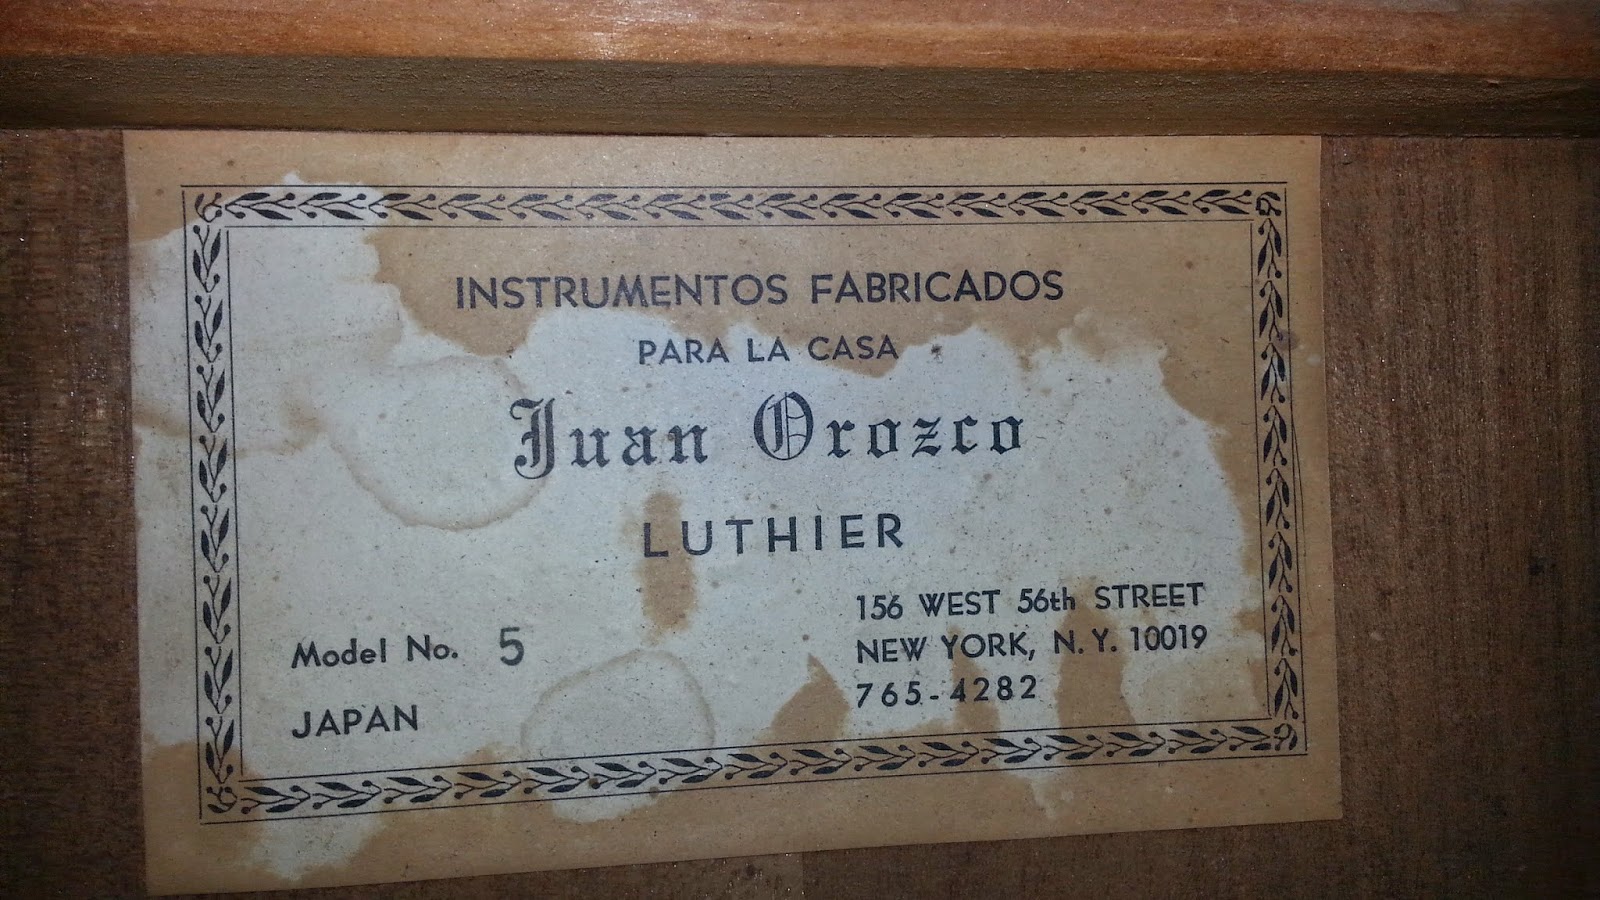 INSTRUMENTOS FABRICADOS
PARA LA CASA
Juan Orozco
LUTHIER
Model No. 5
JAPAN
156 WEST 56th STREET
NEW YORK, N.Y. 10019
765-4282